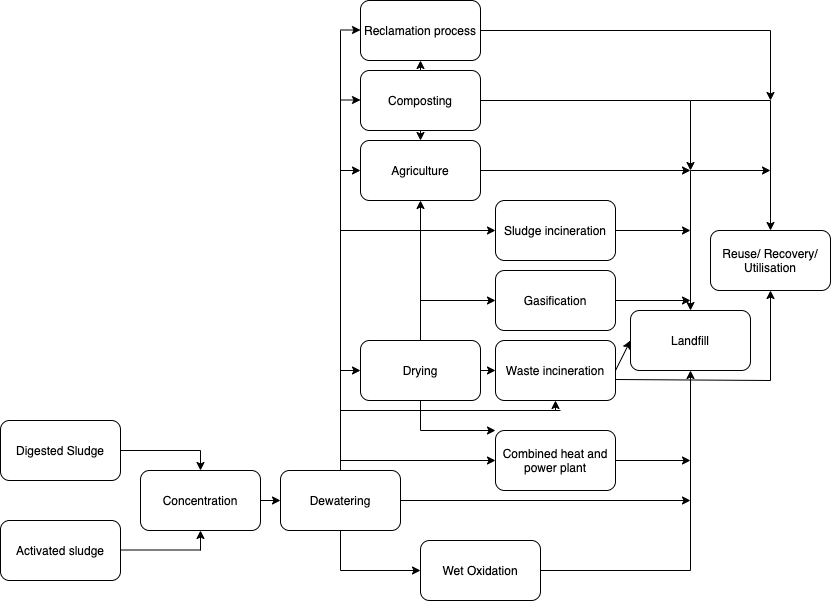 Reclamation process
Composting
Agriculture
Sludge incineration
Reuse/ Recovery/
Utilisation
Gasification
Landfill
Drying
Waste incineration
Digested Sludge
Combined heat and
power plant
Concentration
Dewatering
Activated sludge
Wet Oxidation